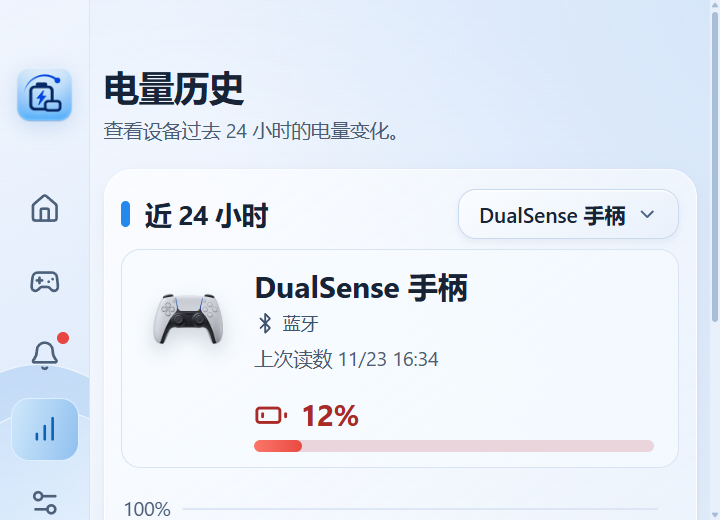 电量历史
查看设备过去 24 小时的电量变化。
近 24 小时
DualSense 手柄
DualSense 手柄
蓝牙
上次读数 11/23 16:34
12%
100%